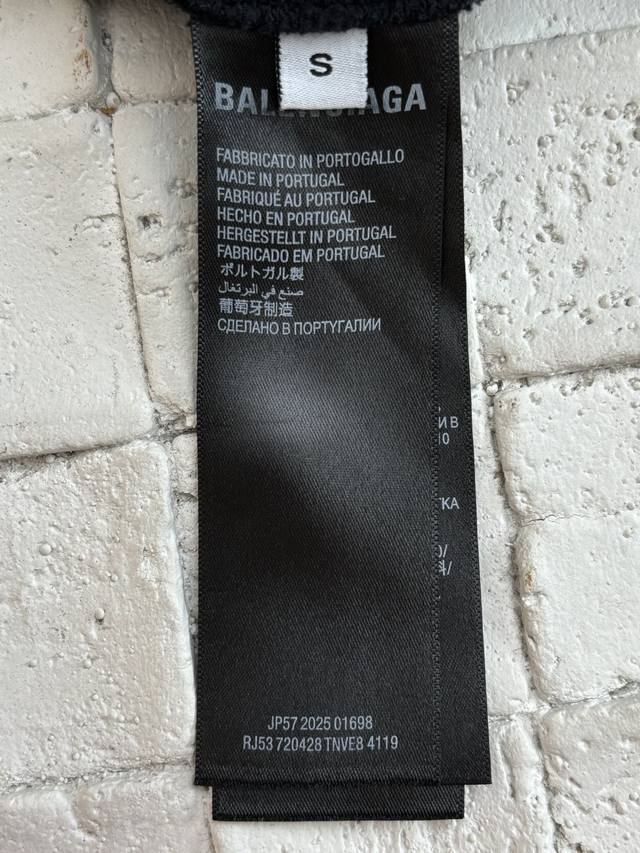 S
BALENCIAGA
FABBRICATO IN PORTOGALLO
MADE IN PORTUGAL
FABRIQUÉ AU PORTUGAL
HECHO EN PORTUGAL
HERGESTELLT IN PORTUGAL
FABRICADO EM PORTUGAL
ポルトガル製
صنع في البرتغال
葡萄牙制造
СДЕЛАНО В ПОРТУГАЛИИ
И В
КА
JP57 2025 01698
RJ53 720428 TNVE8 4119